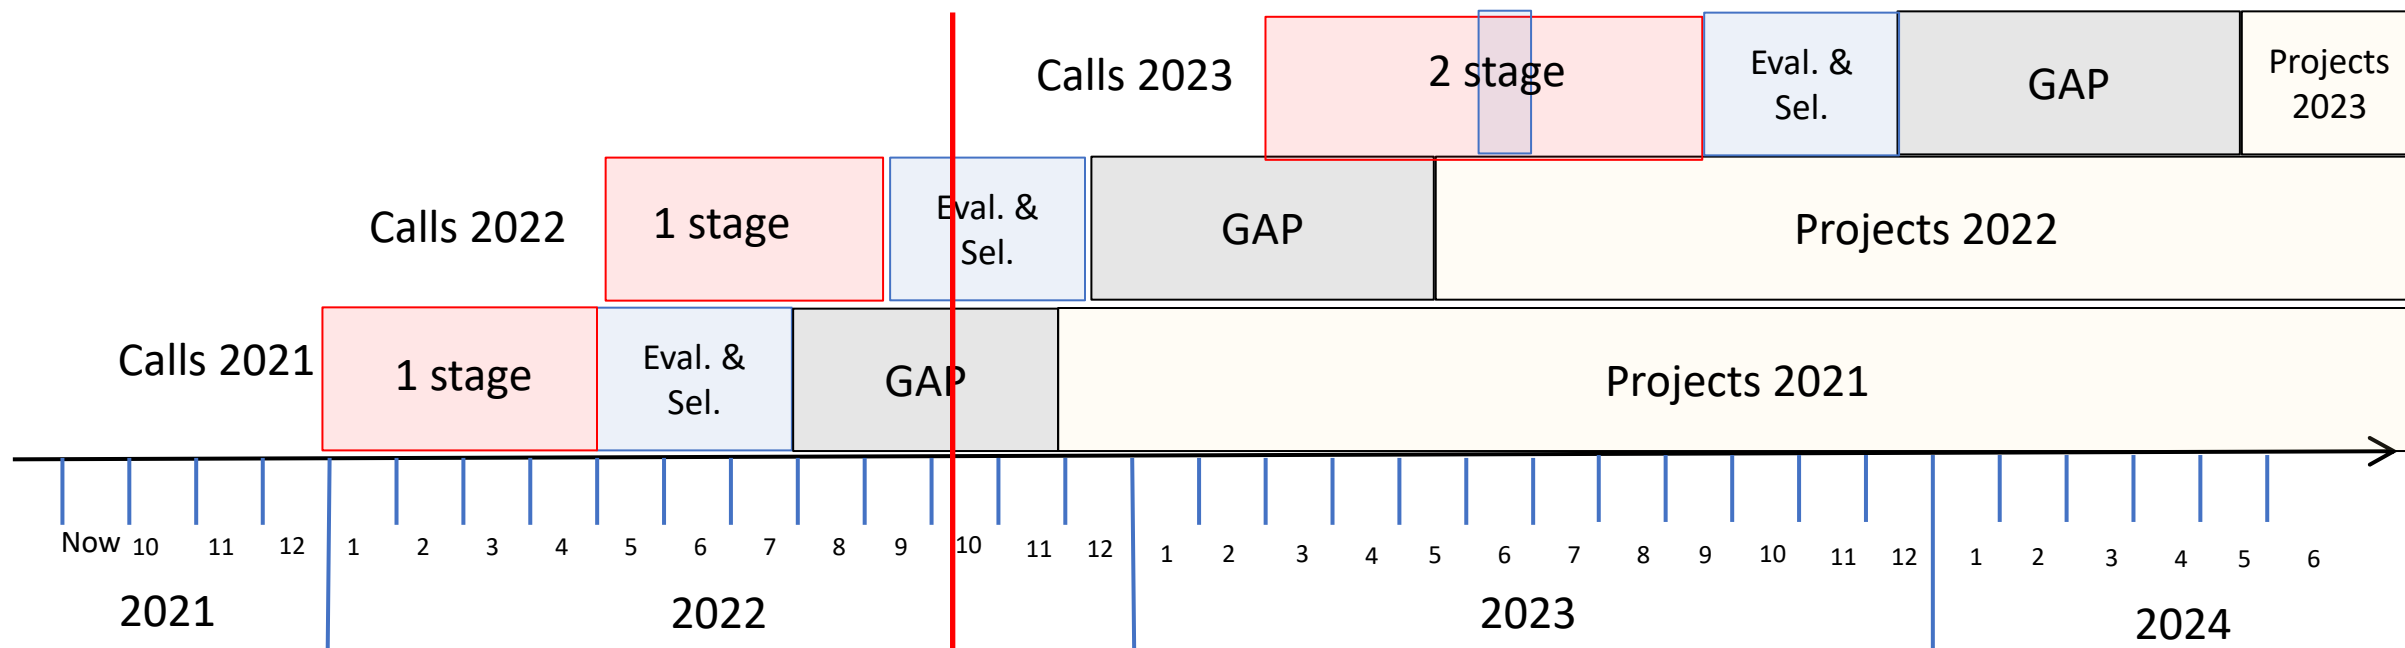 Calls 2023
2 stage
Eval. &
Sel.
GAP
Projects
2023
Calls 2022
1 stage
Eval. &
Sel.
GAP
Projects 2022
Calls 2021
1 stage
Eval. &
Sel.
GAP
Projects 2021
Now 10 11 12 1 2 3 4 5 6 7 8 9 10 11 12 1 2 3 4 5 6 7 8 9 10 11 12 1 2 3 4 5 6
2021 2022 2023 2024